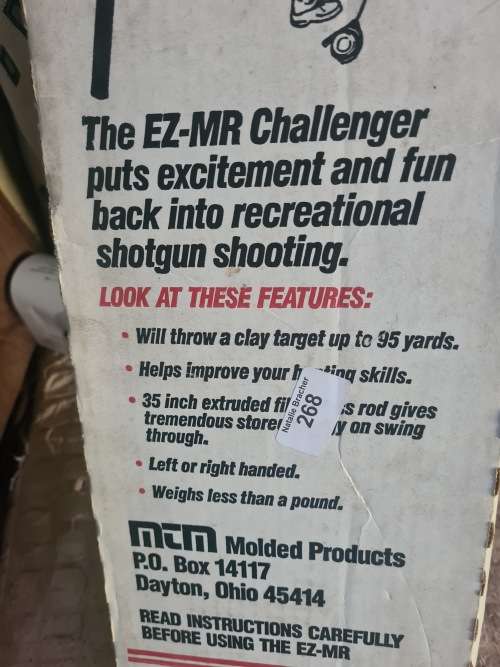 The EZ-MR Challenger
puts excitement and fun
back into recreational
shotgun shooting.
LOOK AT THESE FEATURES:
• Will throw a clay target up to 95 yards.
• Helps improve your skills.
• 35 inch extruded rod gives
tremendous on swing
through.
• Left or right handed.
• Weighs less than a pound.
Natalie Bracher
268
mtm Molded Products
P.O. Box 14117
Dayton, Ohio 45414
READ INSTRUCTIONS CAREFULLY
BEFORE USING THE EZ-MR